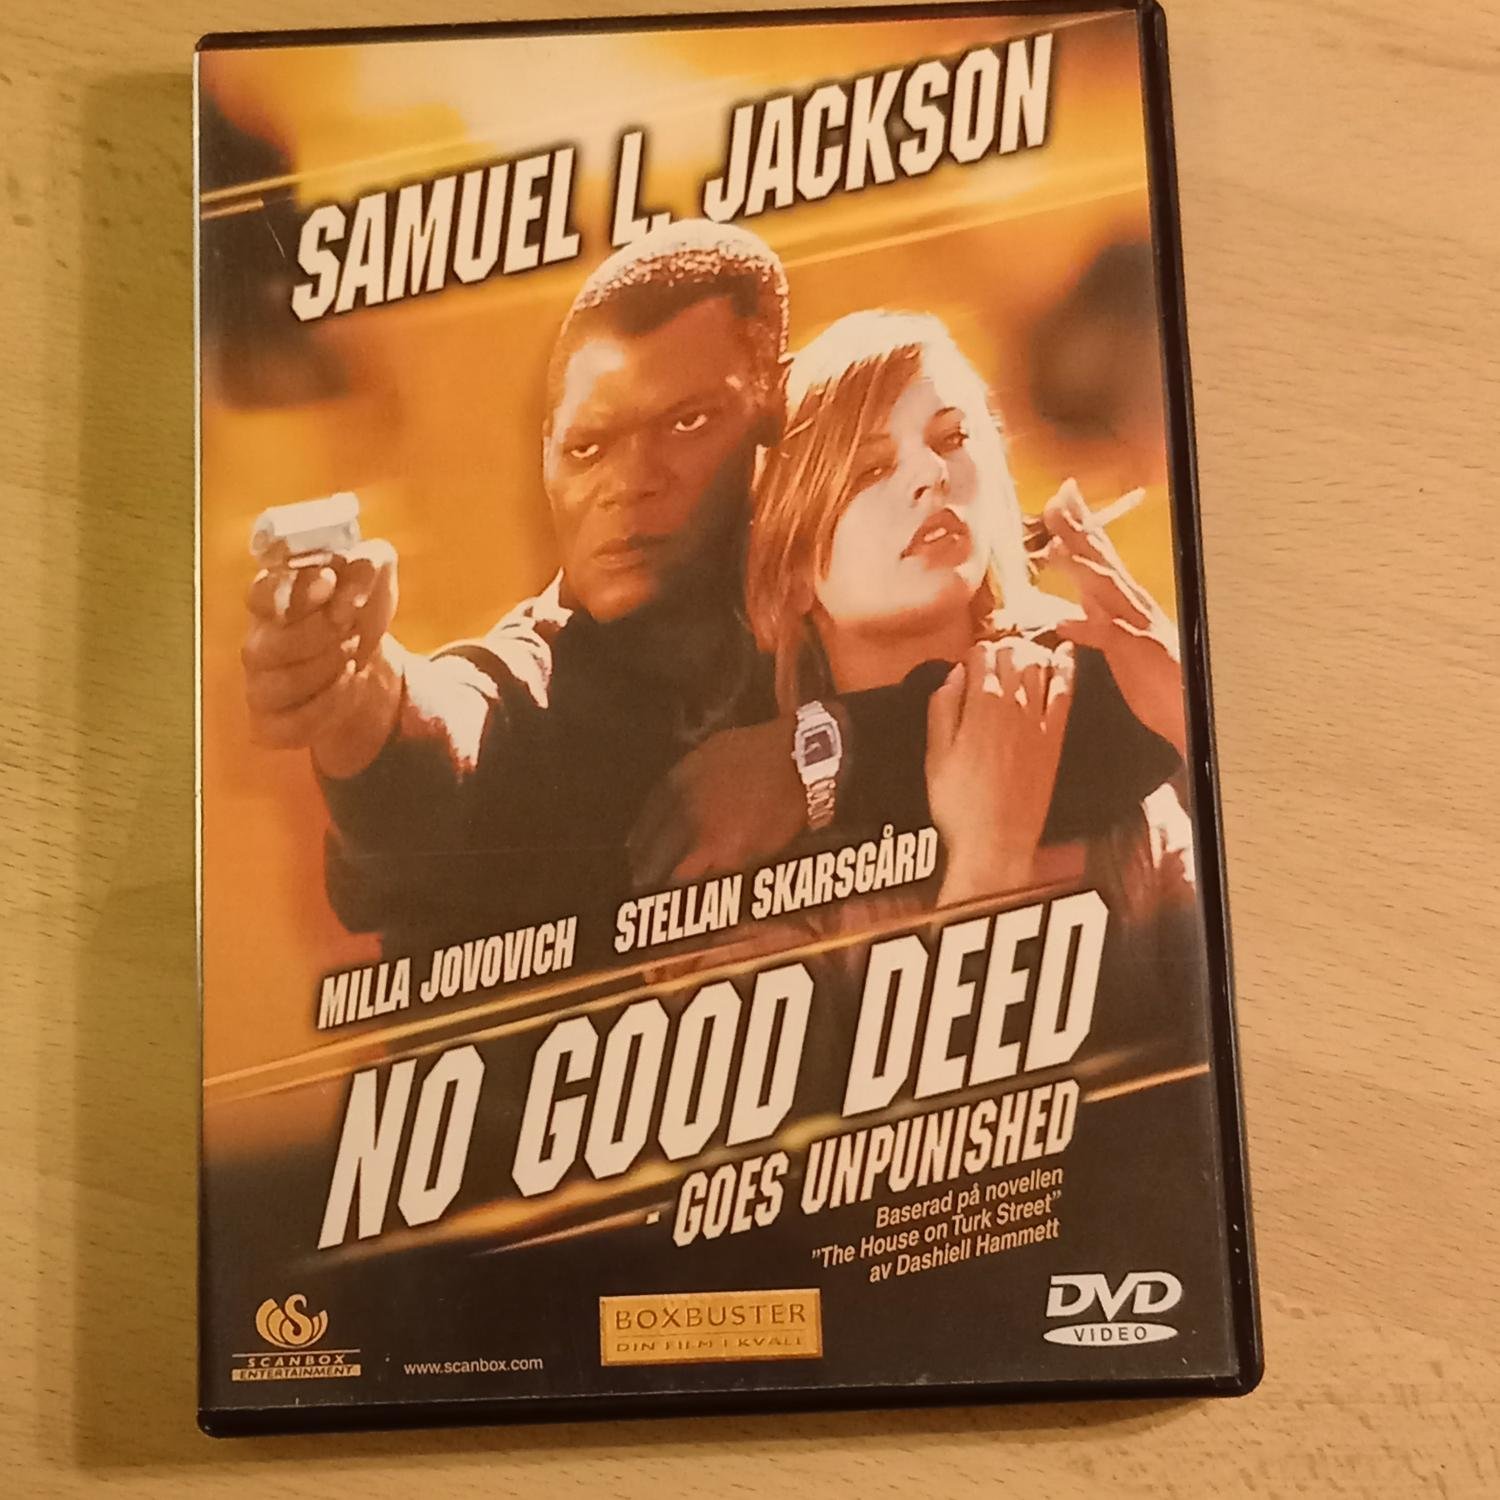 SAMUEL L. JACKSON
MILLA JOVOVICH STELLAN SKARSGÅRD
NO GOOD DEED
- GOES UNPUNISHED
Baserad på novellen
"The House on Turk Street"
av Dashiell Hammett
SCANBOX
ENTERTAINMENT
www.scanbox.com
BOXBUSTER
DIN FILM I KVÄLL
DVD
VIDEO